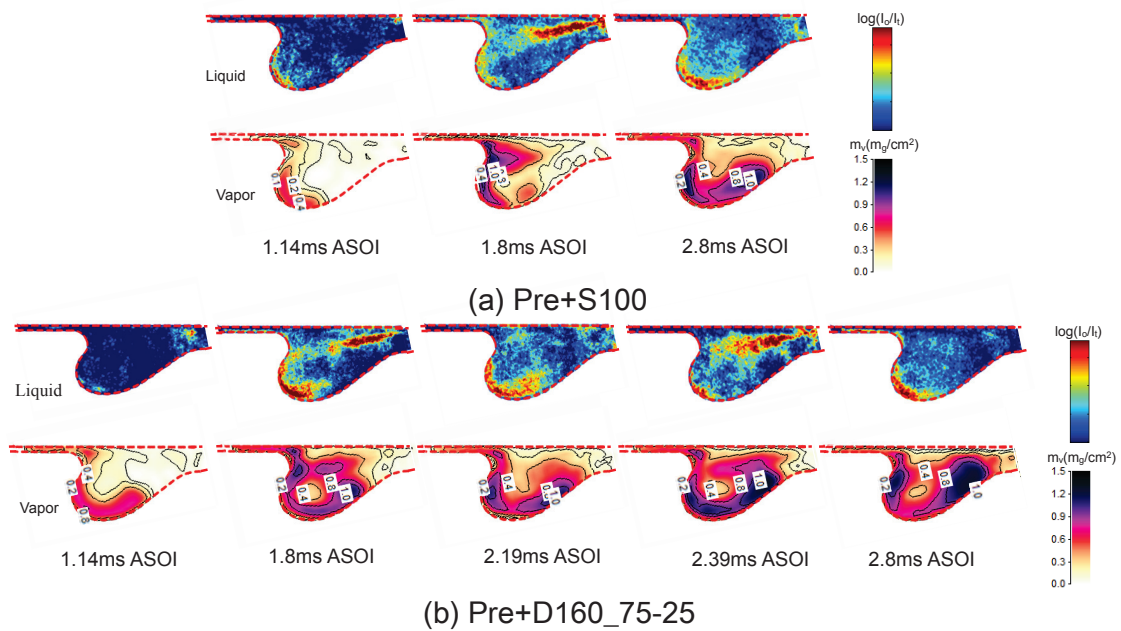 log(I₀/Iₜ)
Liquid
mᵥ(m_g/cm²)
1.5
1.2
0.9
0.6
0.3
0.0
Vapor
0.1
0.2
0.4
0.4
1.0
0.2
0.4
0.8
1.0
1.14ms ASOI
1.8ms ASOI
2.8ms ASOI
(a) Pre+S100
log(I₀/Iₜ)
Liquid
mᵥ(m_g/cm²)
1.5
1.2
0.9
0.6
0.3
0.0
Vapor
0.2
0.4
0.8
0.2
0.4
0.8
1.0
0.2
0.4
1.0
0.2
0.4
0.8
1.0
0.2
0.4
0.8
1.0
1.14ms ASOI
1.8ms ASOI
2.19ms ASOI
2.39ms ASOI
2.8ms ASOI
(b) Pre+D160_75-25